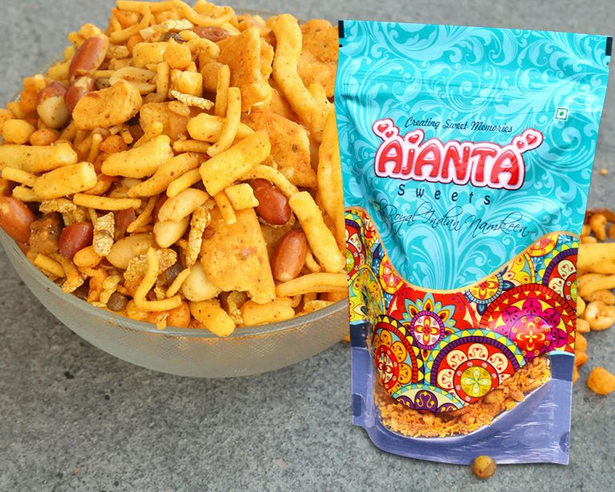 Creating Sweet Memories
AJANTA
Sweets
Royal Indian Namkeen...